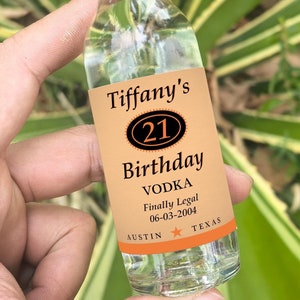 Tiffany's
21
Birthday
VODKA
Finally Legal
06-03-2004
AUSTIN ★ TEXAS